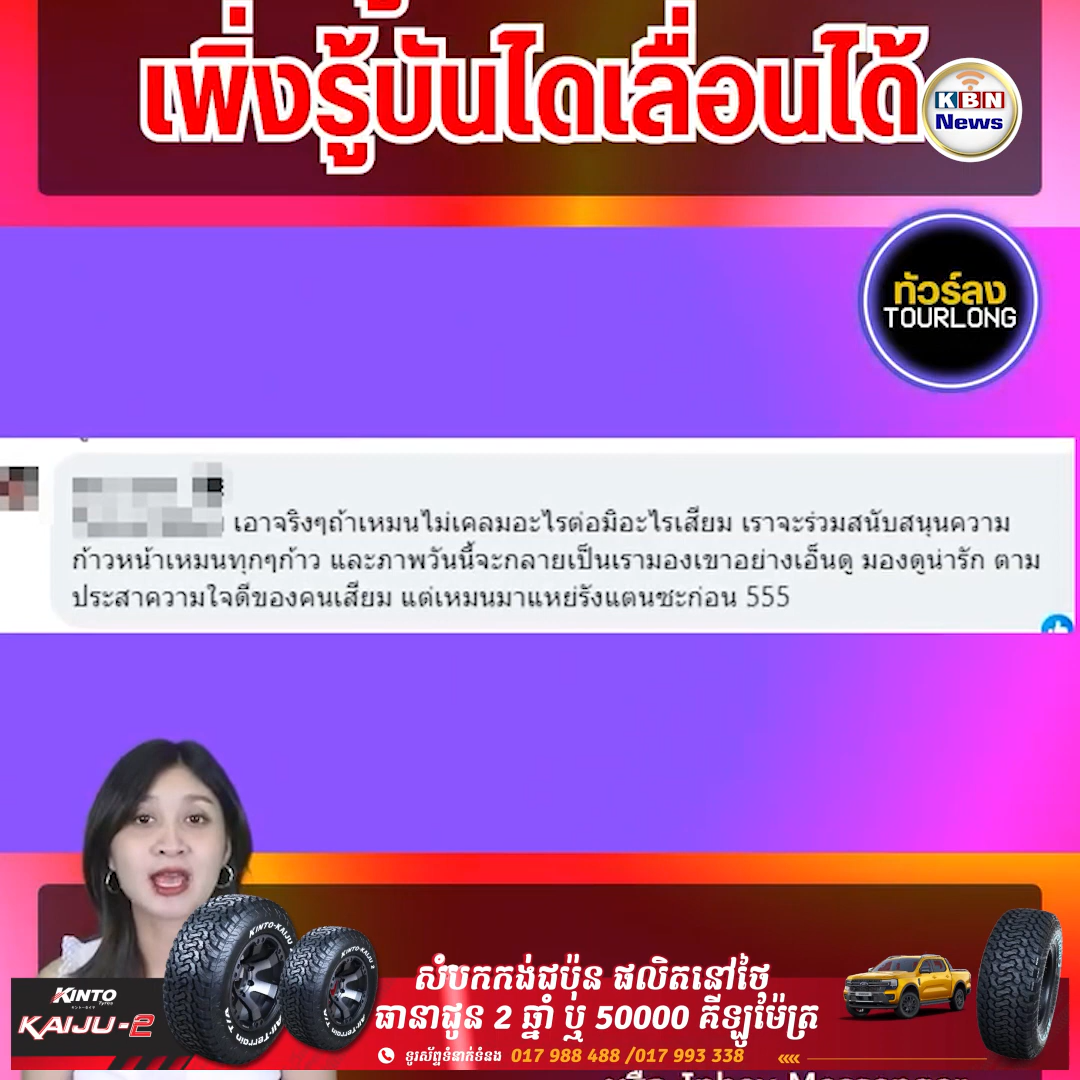 เพิ่งรู้บันไดเลื่อนได้
KBN
News
ทัวร์ลง
TOURLONG
เอาจริงๆถ้าเหมนไม่เคลมอะไรต่อมิอะไรเสียม เราจะร่วมสนับสนุนความ
ก้าวหน้าเหมนทุกๆก้าว และภาพวันนี้จะกลายเป็นเรามองเขาอย่างเอ็นดู มองดูน่ารัก ตาม
ประสาความใจดีของคนเสียม แต่เหมนมาแหย่รังแตนซะก่อน 555
KINTO-KAIJU 2
KINTO-KAIJU 2
All-Terrain T/A
KINTO
Tyres
KAIJU-2
សំបកកង់ជប៉ុន ផលិតនៅថៃ
ធានាជូន 2 ឆ្នាំ ឬ 50000 គីឡូម៉ែត្រ
ទូរស័ព្ទទំនាក់ទំនង 017 988 488 /017 993 338